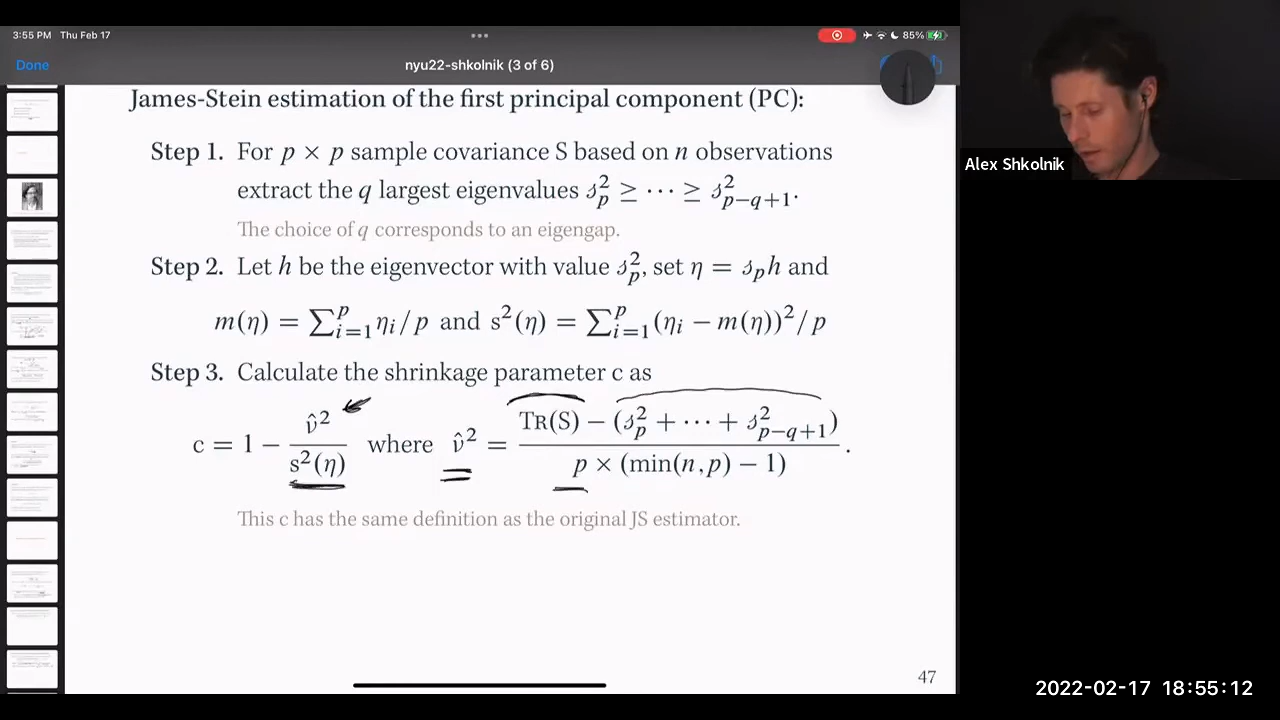 3:55 PM Thu Feb 17
85%
Done
nyu22-shkolnik (3 of 6)
James-Stein estimation of the first principal component (PC):
Step 1. For p × p sample covariance S based on n observations
extract the q largest eigenvalues 𝓈²ₚ ≥ ⋯ ≥ 𝓈²ₚ₋q₊₁.
The choice of q corresponds to an eigengap.
Step 2. Let h be the eigenvector with value 𝓈²ₚ, set η = 𝓈ₚh and
m(η) = ∑ᵖᵢ₌₁ ηᵢ/p and s²(η) = ∑ᵖᵢ₌₁(ηᵢ − m(η))²/p
Step 3. Calculate the shrinkage parameter c as
c = 1 − ν̂² / s²(η) where ν̂² = TR(S) − (𝓈²ₚ + ⋯ + 𝓈²ₚ₋q₊₁) / p × (min(n, p) − 1).
This c has the same definition as the original JS estimator.
47
Alex Shkolnik
2022-02-17 18:55:12